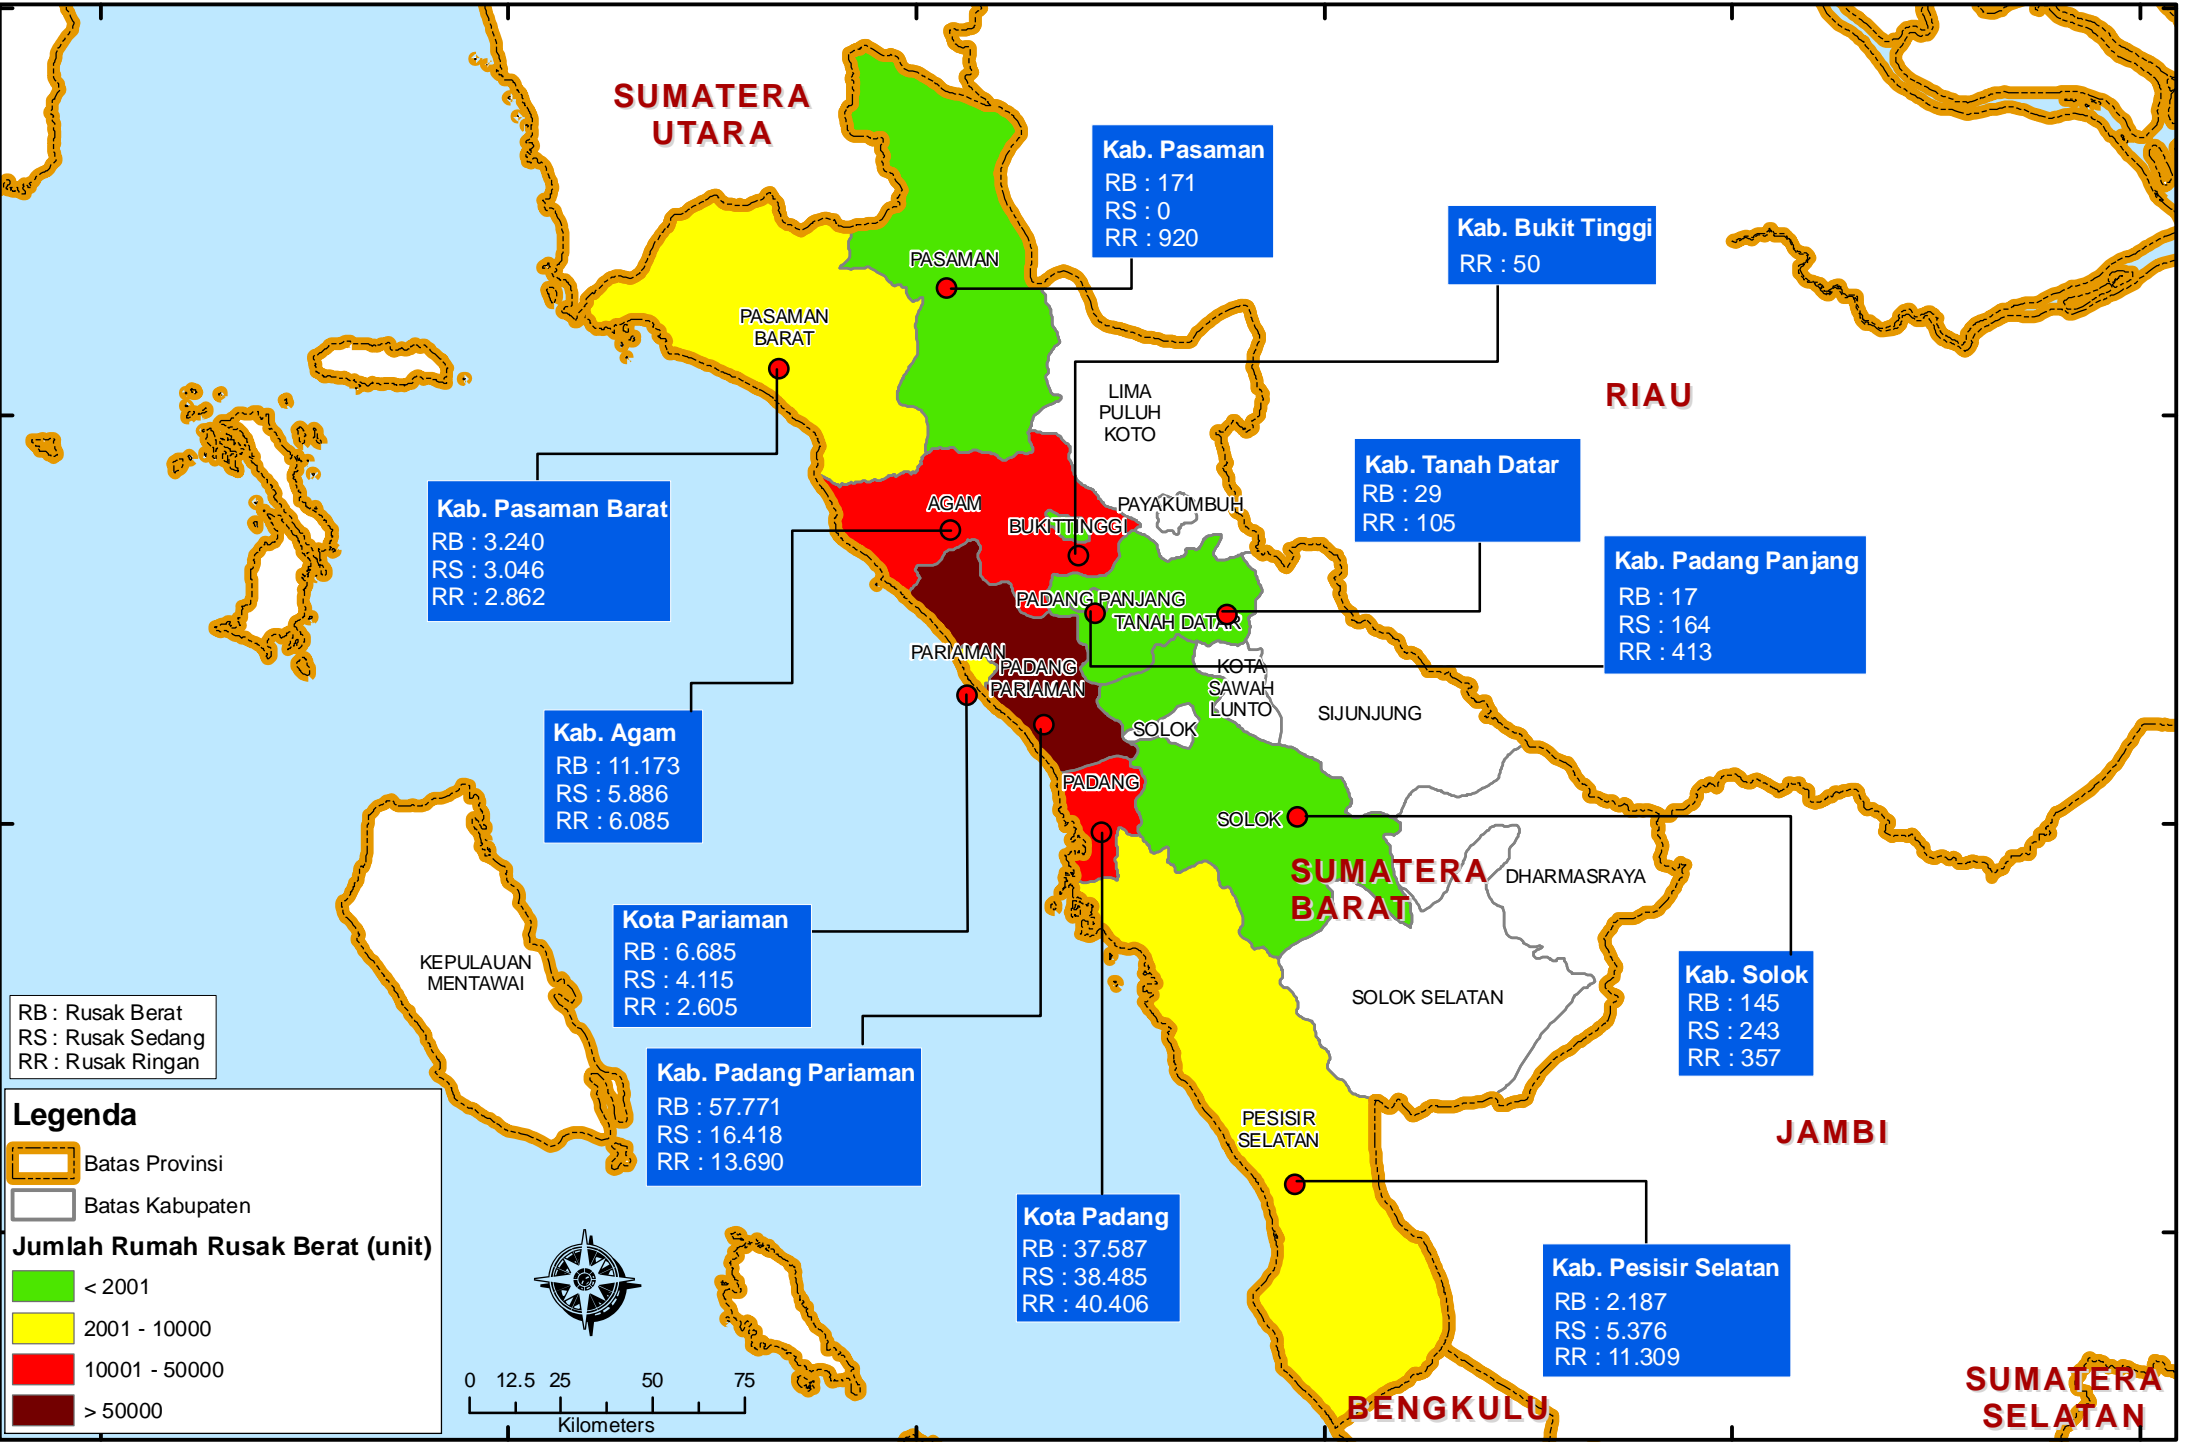 SUMATERA
UTARA
Kab. Pasaman
RB : 171
RS : 0
RR : 920
Kab. Bukit Tinggi
RR : 50
PASAMAN
PASAMAN
BARAT
LIMA
PULUH
KOTO
RIAU
Kab. Tanah Datar
RB : 29
RR : 105
Kab. Pasaman Barat
RB : 3.240
RS : 3.046
RR : 2.862
AGAM
BUKITTINGGI
PAYAKUMBUH
Kab. Padang Panjang
RB : 17
RS : 164
RR : 413
PADANG PANJANG
TANAH DATAR
PARIAMAN
PADANG
PARIAMAN
KOTA
SAWAH
LUNTO
SIJUNJUNG
SOLOK
Kab. Agam
RB : 11.173
RS : 5.886
RR : 6.085
PADANG
SOLOK
SUMATERA
BARAT
DHARMASRAYA
Kota Pariaman
RB : 6.685
RS : 4.115
RR : 2.605
KEPULAUAN
MENTAWAI
SOLOK SELATAN
Kab. Solok
RB : 145
RS : 243
RR : 357
RB : Rusak Berat
RS : Rusak Sedang
RR : Rusak Ringan
Kab. Padang Pariaman
RB : 57.771
RS : 16.418
RR : 13.690
PESISIR
SELATAN
JAMBI
Kota Padang
RB : 37.587
RS : 38.485
RR : 40.406
Kab. Pesisir Selatan
RB : 2.187
RS : 5.376
RR : 11.309
Legenda
Batas Provinsi
Batas Kabupaten
Jumlah Rumah Rusak Berat (unit)
< 2001
2001 - 10000
10001 - 50000
> 50000
0 12.5 25 50 75
Kilometers
BENGKULU
SUMATERA
SELATAN